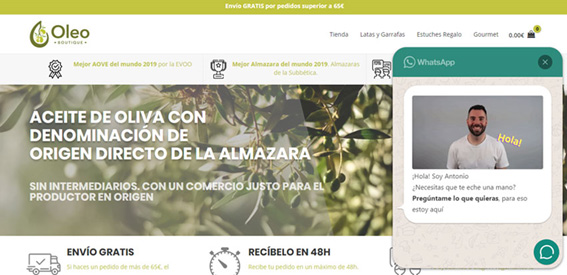 Envío GRATIS por pedidos superior a 65€
Oleo
BOUTIQUE
Tienda
Latas y Garrafas
Estuches Regalo
Gourmet
0.00€
0
Mejor AOVE del mundo 2019 por la EVOO
Mejor Almazara del mundo 2019. Almazaras
de la Subbética.
WhatsApp
Hola!
¡Hola! Soy Antonio
¿Necesitas que te eche una mano?
Pregúntame lo que quieras, para eso
estoy aquí
ACEITE DE OLIVA CON
DENOMINACIÓN DE
ORIGEN DIRECTO DE LA ALMAZARA
SIN INTERMEDIARIOS, CON UN COMERCIO JUSTO PARA EL
PRODUCTOR EN ORIGEN
ENVÍO GRATIS
Si haces un pedido de más de 65€, el
RECÍBELO EN 48H
Recibe tu pedido en un máximo de 48h.